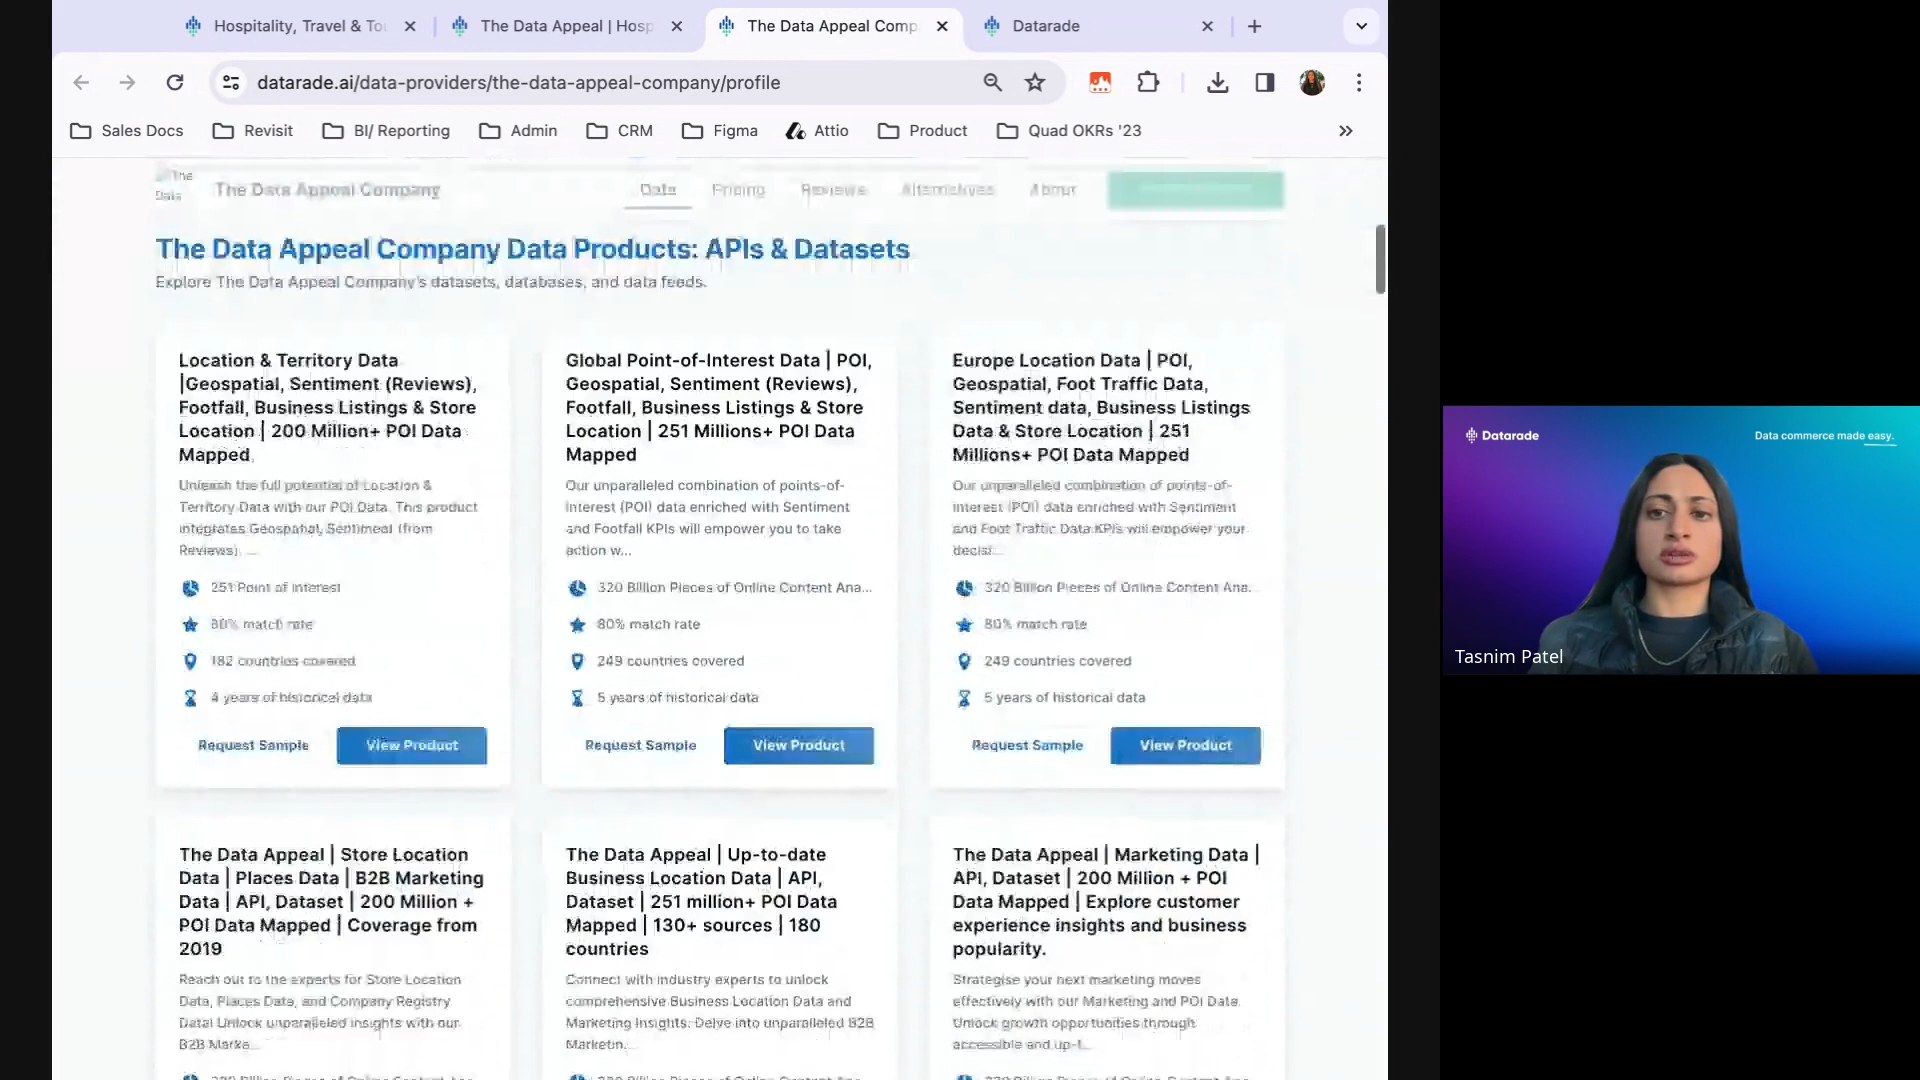 Hospitality, Travel & To
The Data Appeal | Hosp
The Data Appeal Comp
Datarade
datarade.ai/data-providers/the-data-appeal-company/profile
Sales Docs
Revisit
BI/ Reporting
Admin
CRM
Figma
Attio
Product
Quad OKRs '23
The
Data
The Data Appeal Company
Data
Pricing
Reviews
Alternatives
About
The Data Appeal Company Data Products: APIs & Datasets
Explore The Data Appeal Company's datasets, databases, and data feeds.
Location & Territory Data
|Geospatial, Sentiment (Reviews),
Footfall, Business Listings & Store
Location | 200 Million+ POI Data
Mapped
Unleash the full potential of Location &
Territory Data with our POI Data. This product
integrates Geospatial, Sentiment (from
Reviews), ...
251 Point of Interest
80% match rate
182 countries covered
4 years of historical data
Request Sample
View Product
Global Point-of-Interest Data | POI,
Geospatial, Sentiment (Reviews),
Footfall, Business Listings & Store
Location | 251 Millions+ POI Data
Mapped
Our unparalleled combination of points-of-
interest (POI) data enriched with Sentiment
and Footfall KPIs will empower you to take
action w...
320 Billion Pieces of Online Content Ana...
80% match rate
249 countries covered
5 years of historical data
Request Sample
View Product
Europe Location Data | POI,
Geospatial, Foot Traffic Data,
Sentiment data, Business Listings
Data & Store Location | 251
Millions+ POI Data Mapped
Our unparalleled combination of points-of-
interest (POI) data enriched with Sentiment
and Foot Traffic Data KPIs will empower your
decisi...
320 Billion Pieces of Online Content Ana...
80% match rate
249 countries covered
5 years of historical data
Request Sample
View Product
The Data Appeal | Store Location
Data | Places Data | B2B Marketing
Data | API, Dataset | 200 Million +
POI Data Mapped | Coverage from
2019
Reach out to the experts for Store Location
Data, Places Data, and Company Registry
Data! Unlock unparalleled insights with our
B2B Marke...
The Data Appeal | Up-to-date
Business Location Data | API,
Dataset | 251 million+ POI Data
Mapped | 130+ sources | 180
countries
Connect with industry experts to unlock
comprehensive Business Location Data and
Marketing Insights. Delve into unparalleled B2B
Marketin...
The Data Appeal | Marketing Data |
API, Dataset | 200 Million + POI
Data Mapped | Explore customer
experience insights and business
popularity.
Strategise your next marketing moves
effectively with our Marketing and POI Data.
Unlock growth opportunities through
accessible and up-t...
Datarade
Data commerce made easy.
Tasnim Patel